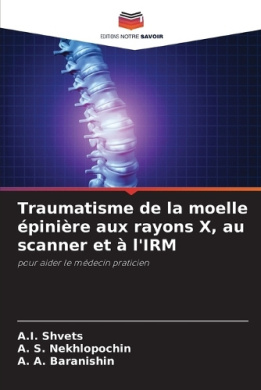 EDITIONS NOTRE SAVOIR
Traumatisme de la moelle
épinière aux rayons X, au
scanner et à l'IRM
pour aider le médecin praticien
A.I. Shvets
A. S. Nekhlopochin
A. A. Baranishin